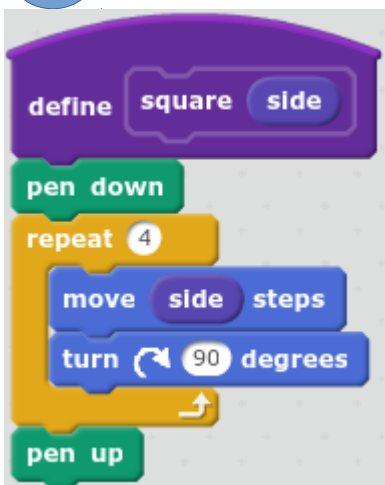 define square side
pen down
repeat 4
move side steps
turn 90 degrees
pen up